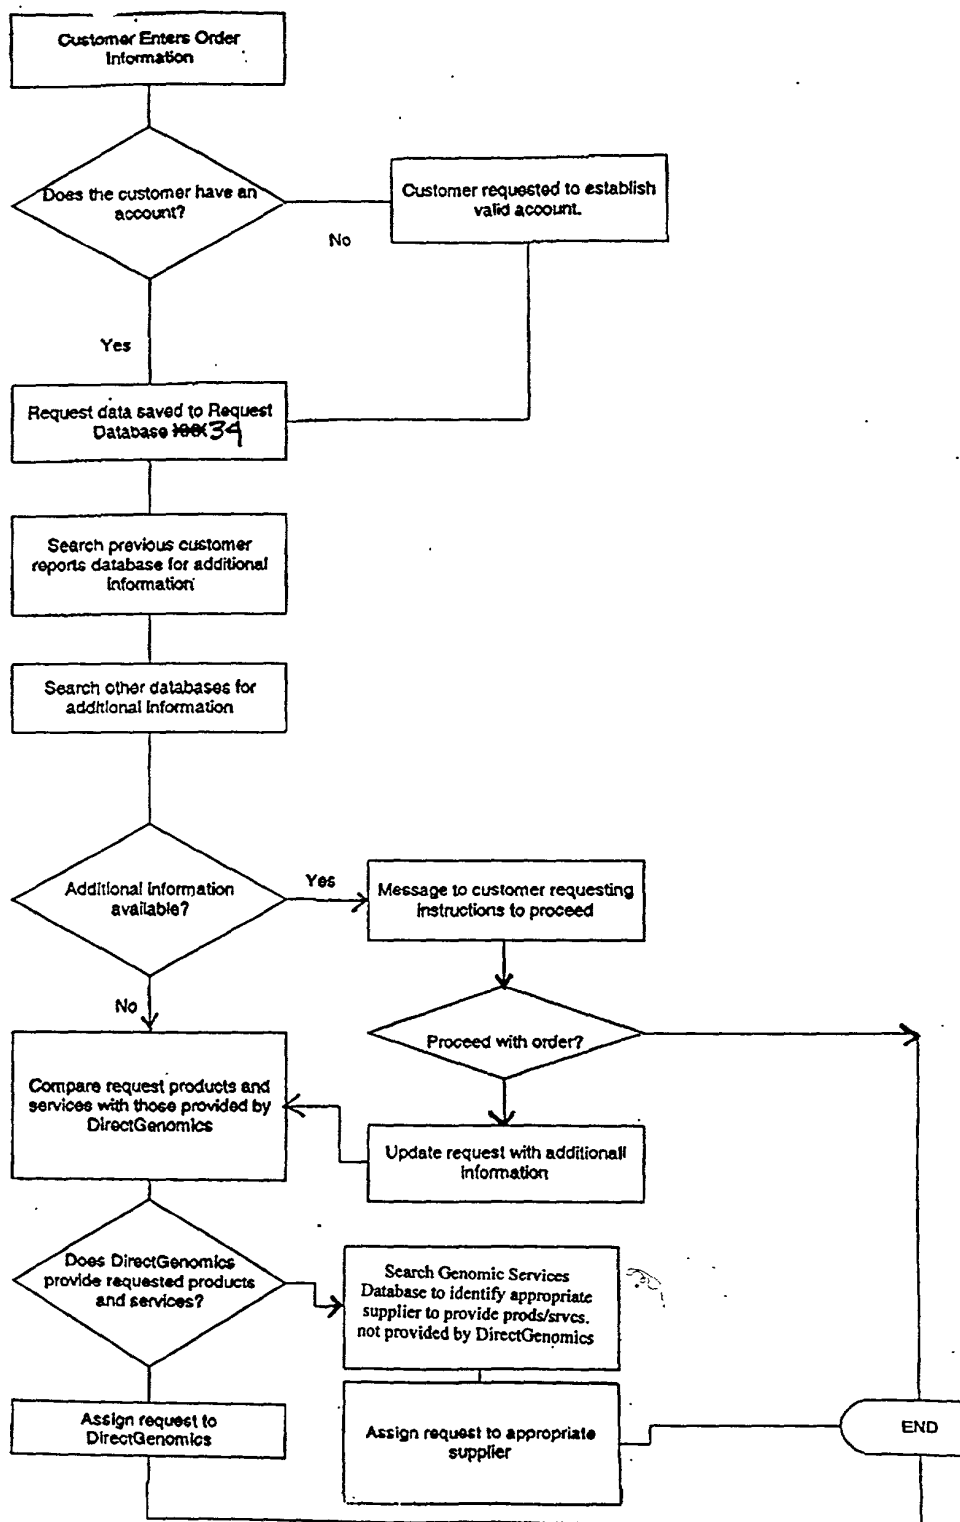 Customer Enters Order
Information
Does the customer have an
account?
No
Customer requested to establish
valid account.
Yes
Request data saved to Request
Database 34
Search previous customer
reports database for additional
information
Search other databases for
additional information
Additional information
available?
Yes
Message to customer requesting
instructions to proceed
No
Proceed with order?
Compare request products and
services with those provided by
DirectGenomics
Update request with additionall
information
Does DirectGenomics
provide requested products
and services?
Search Genomic Services
Database to identify appropriate
supplier to provide prods/srvcs.
not provided by DirectGenomics
Assign request to
DirectGenomics
Assign request to appropriate
supplier
END